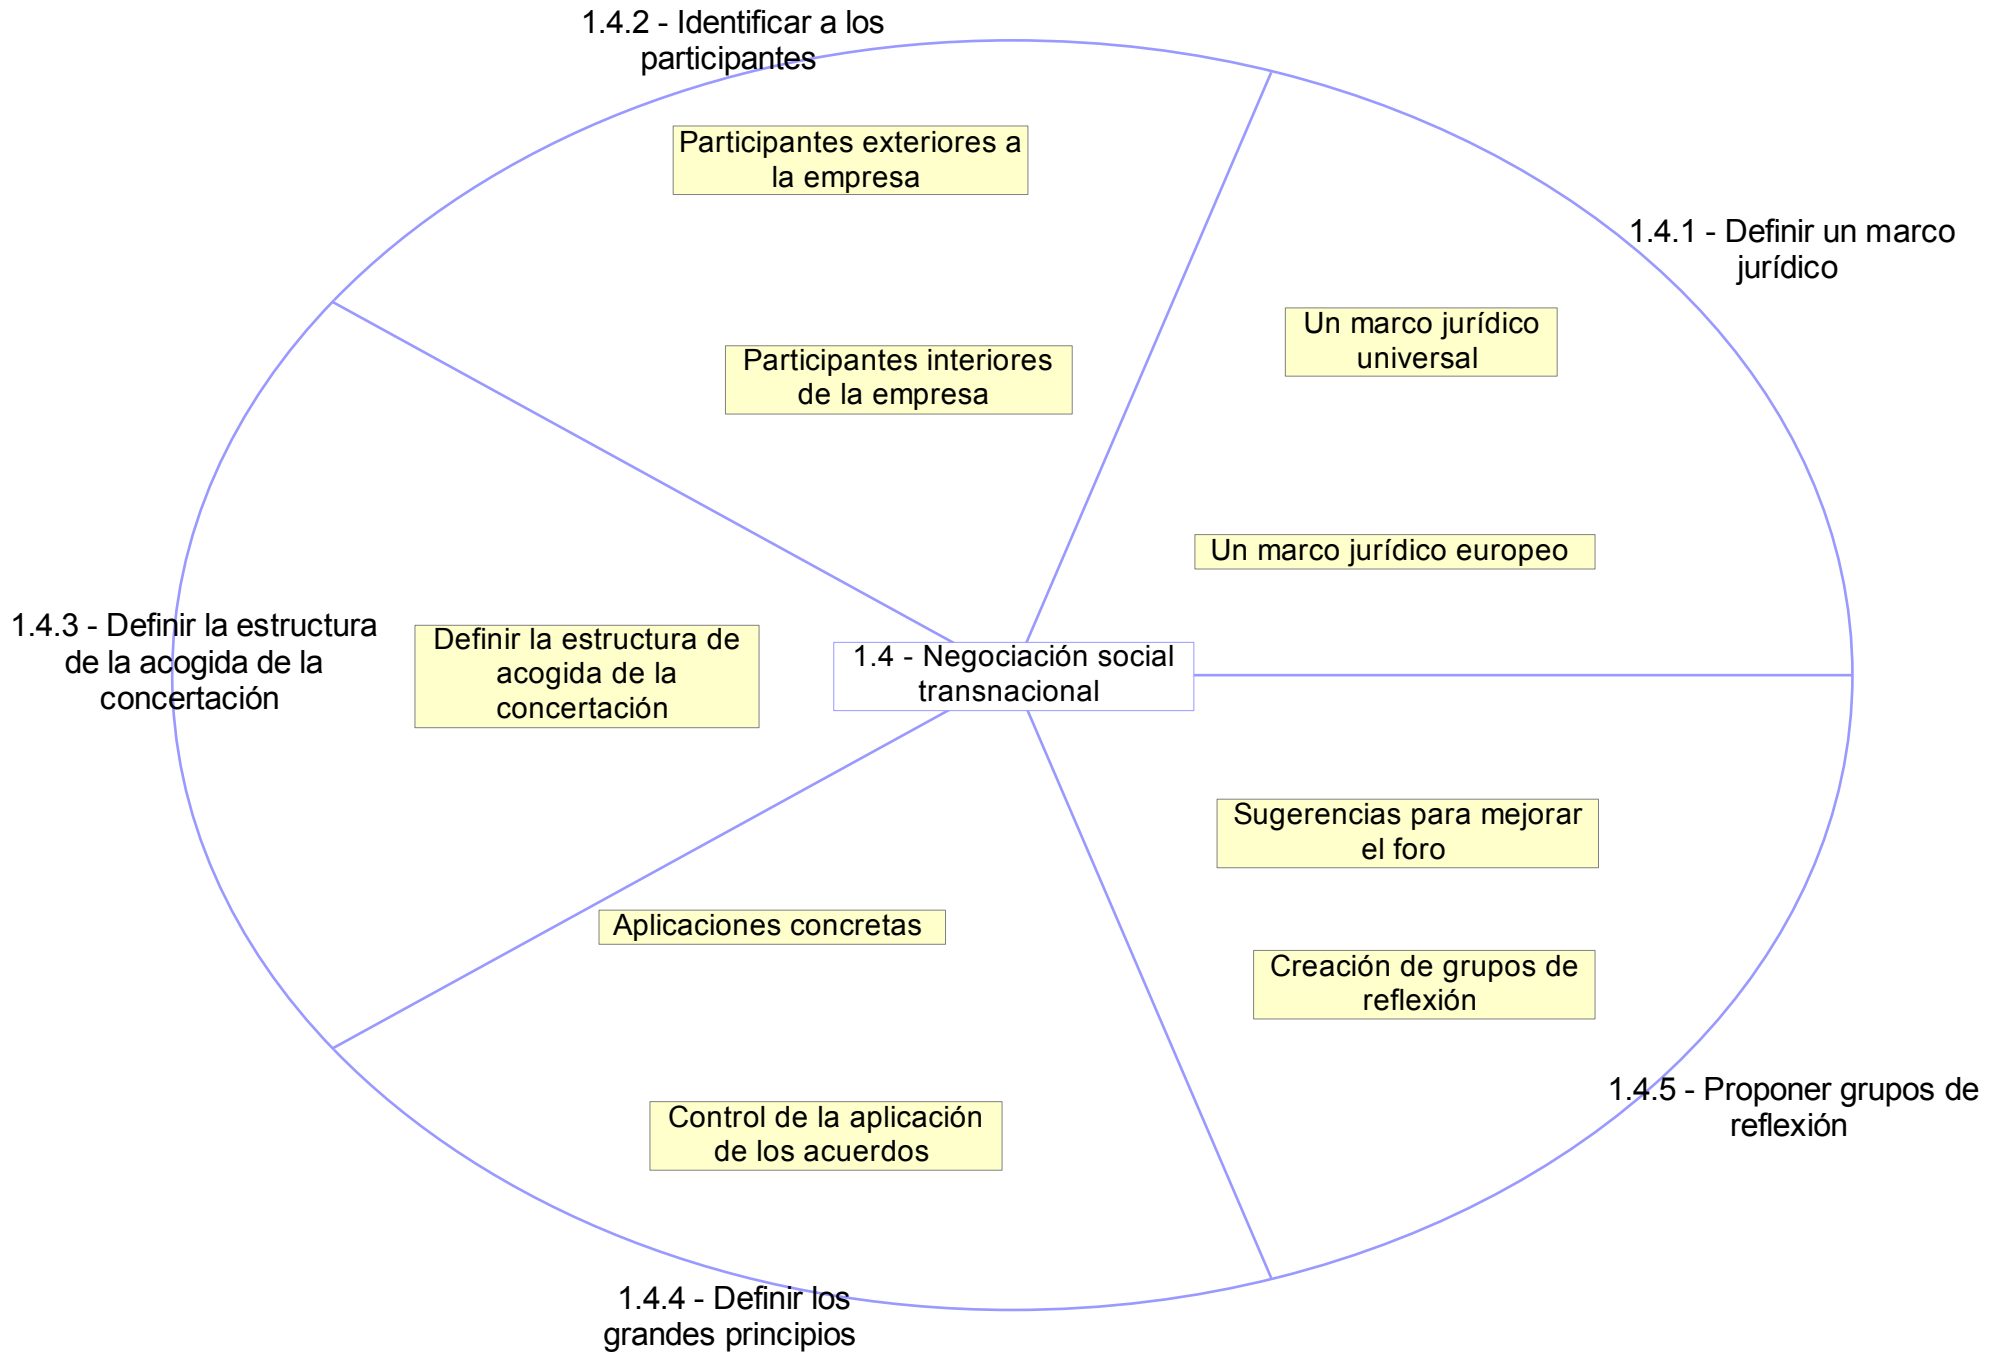 1.4.2 - Identificar a los
participantes
Participantes exteriores a
la empresa
1.4.1 - Definir un marco
jurídico
Un marco jurídico
universal
Participantes interiores
de la empresa
Un marco jurídico europeo
1.4.3 - Definir la estructura
de la acogida de la
concertación
Definir la estructura de
acogida de la
concertación
1.4 - Negociación social
transnacional
Sugerencias para mejorar
el foro
Aplicaciones concretas
Creación de grupos de
reflexión
1.4.5 - Proponer grupos de
reflexión
Control de la aplicación
de los acuerdos
1.4.4 - Definir los
grandes principios